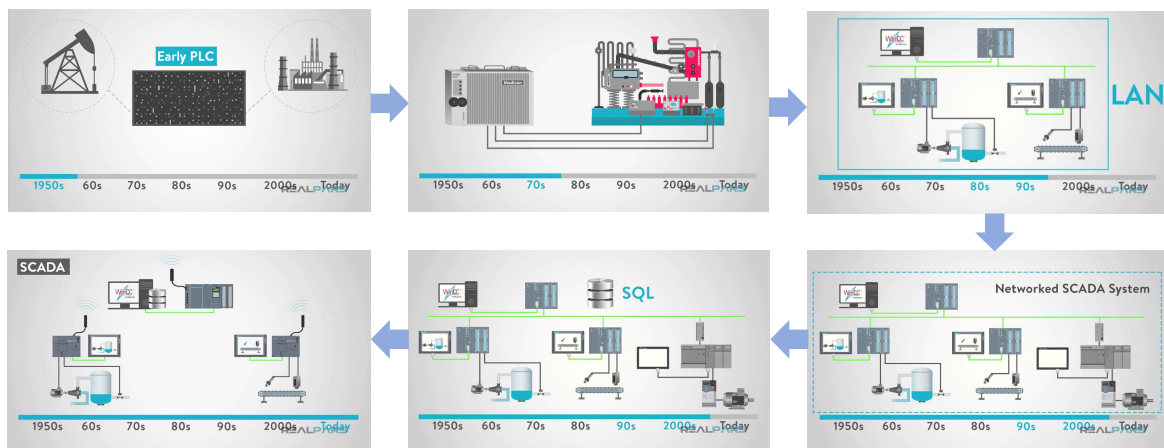 Early PLC
1950s 60s 70s 80s 90s 2000s Today
REALPARS
Modicon
1950s 60s 70s 80s 90s 2000s Today
REALPARS
WinCC
LAN
1950s 60s 70s 80s 90s 2000s Today
REALPARS
SCADA
WinCC
1950s 60s 70s 80s 90s 2000s Today
REALPARS
WinCC
SQL
1950s 60s 70s 80s 90s 2000s Today
REALPARS
Networked SCADA System
WinCC
1950s 60s 70s 80s 90s 2000s Today
REALPARS